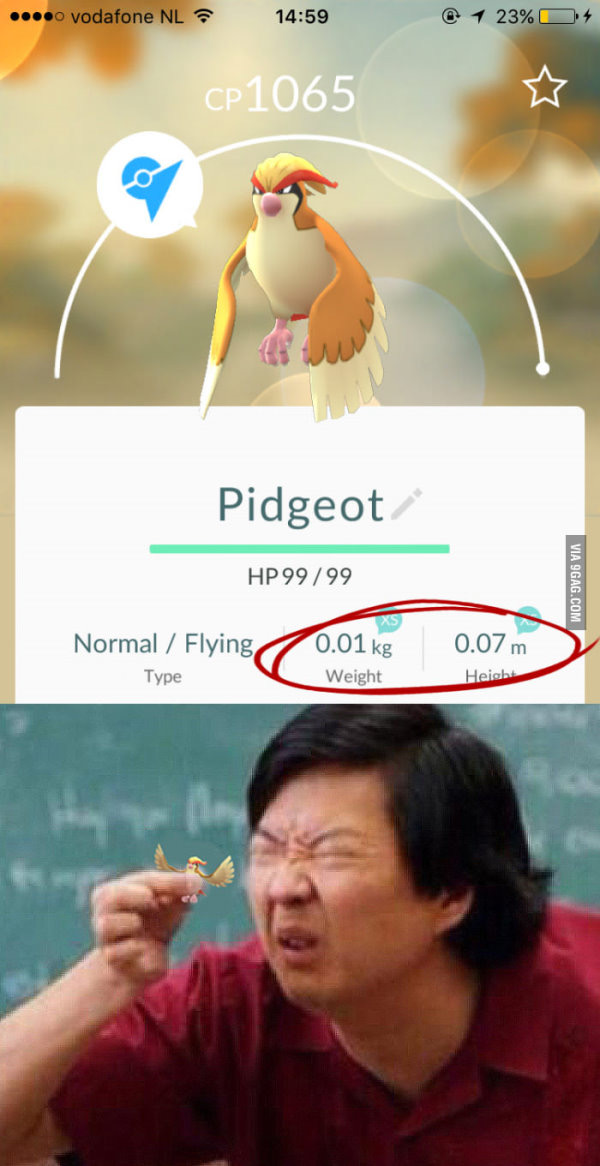 vodafone NL 14:59 23%
CP1065
Pidgeot
HP 99 / 99
XS XS
Normal / Flying 0.01 kg 0.07 m
Type Weight Height
VIA 9GAG.COM